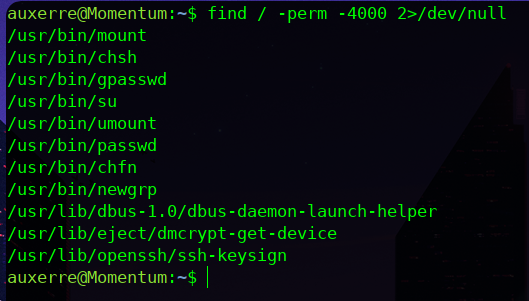 auxerre@Momentum:~$ find / -perm -4000 2>/dev/null
/usr/bin/mount
/usr/bin/chsh
/usr/bin/gpasswd
/usr/bin/su
/usr/bin/umount
/usr/bin/passwd
/usr/bin/chfn
/usr/bin/newgrp
/usr/lib/dbus-1.0/dbus-daemon-launch-helper
/usr/lib/eject/dmcrypt-get-device
/usr/lib/openssh/ssh-keysign
auxerre@Momentum:~$